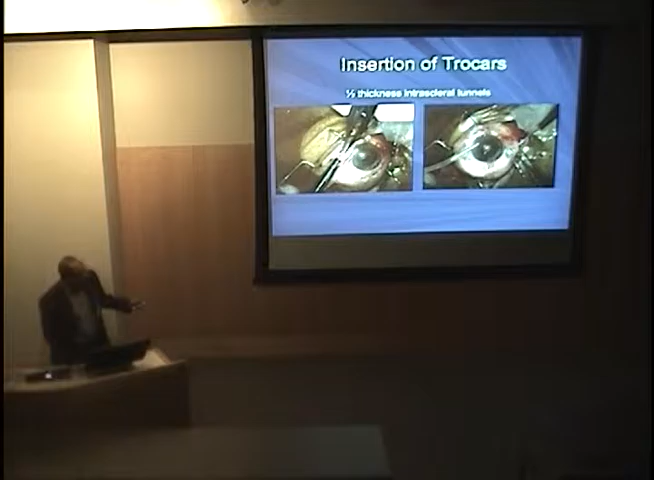 Insertion of Trocars
½ thickness intrascleral tunnels